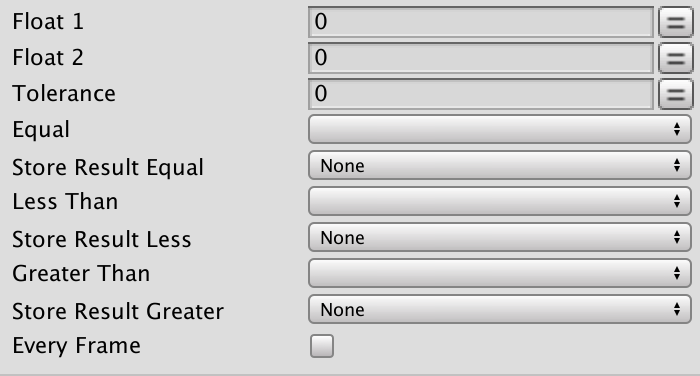 Float 1 0
Float 2 0
Tolerance 0
Equal
Store Result Equal None
Less Than
Store Result Less None
Greater Than
Store Result Greater None
Every Frame